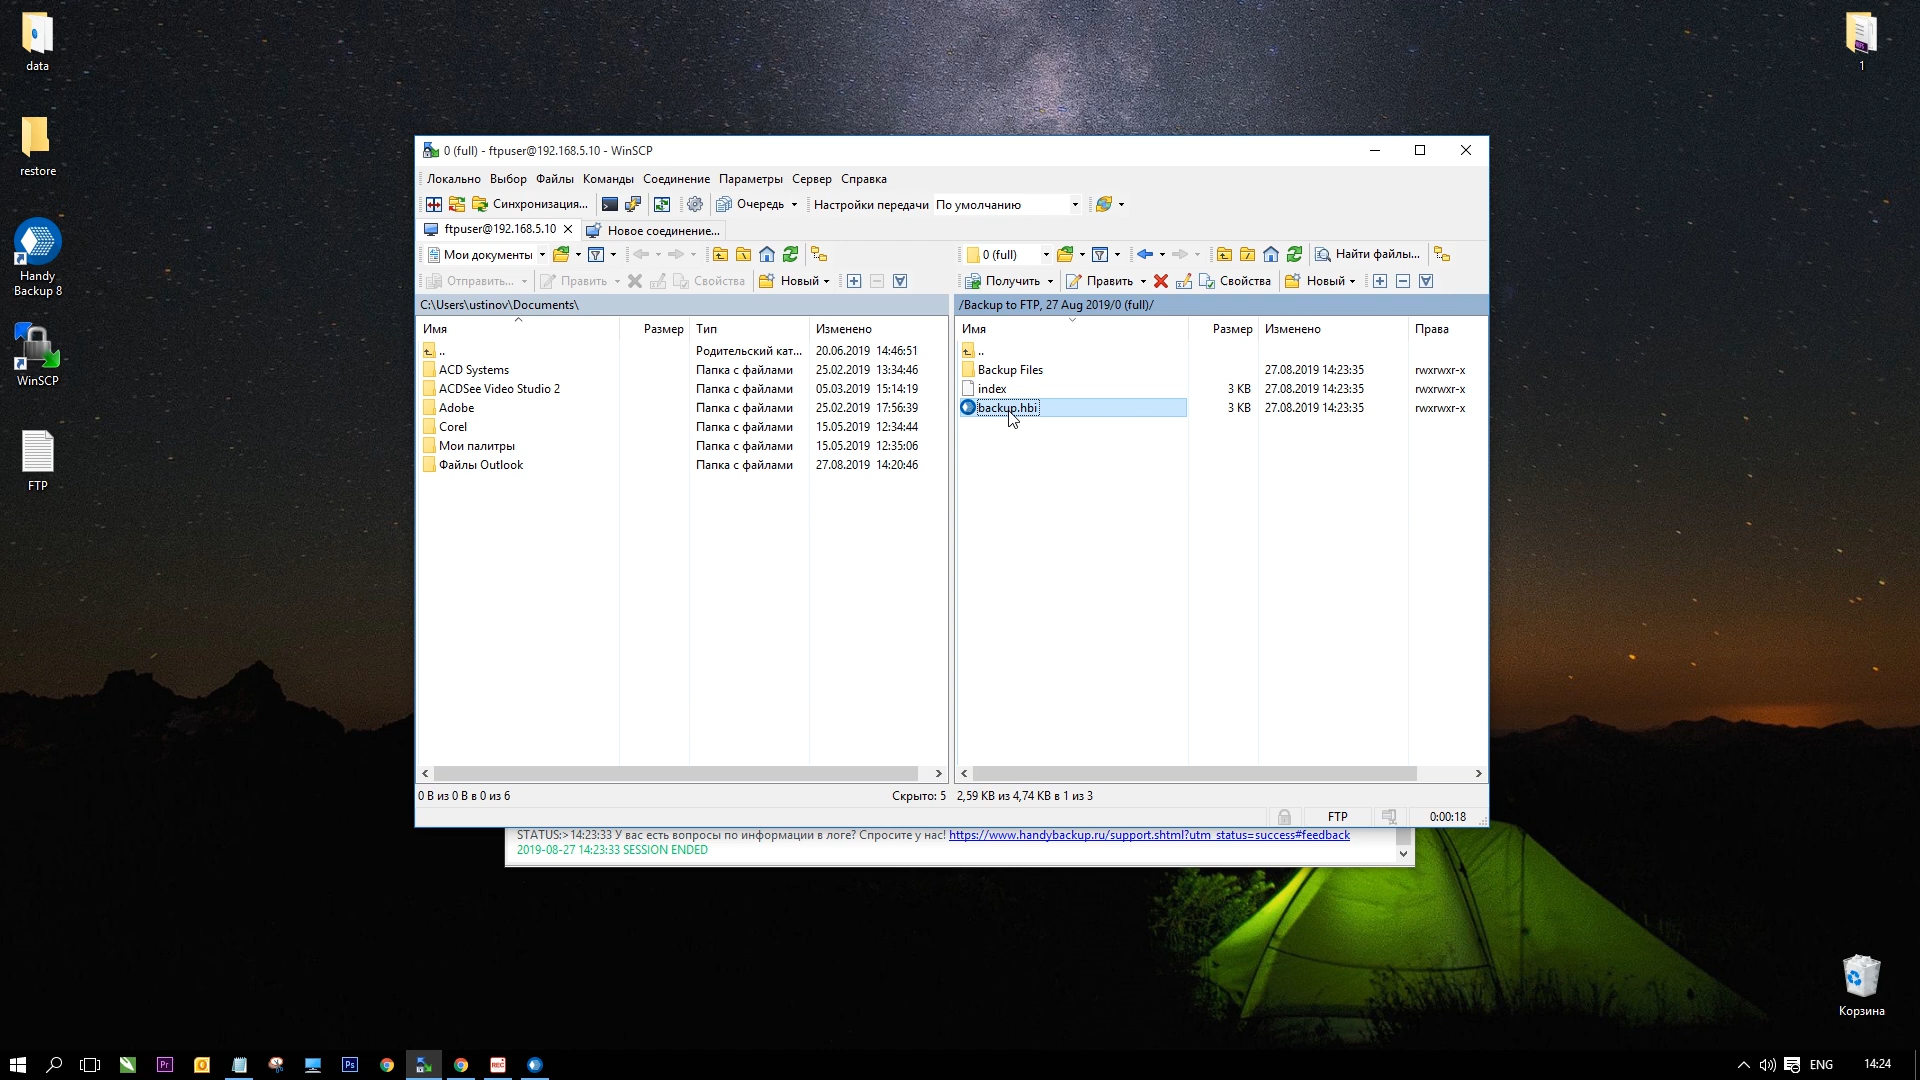 data
restore
Handy
Backup 8
WinSCP
FTP
1
Корзина
0 (full) - ftpuser@192.168.5.10 - WinSCP
Локально Выбор Файлы Команды Соединение Параметры Сервер Справка
Синхронизация... Очередь Настройки передачи По умолчанию
ftpuser@192.168.5.10 Новое соединение...
Мои документы
Отправить... Править Свойства Новый
C:\Users\ustinov\Documents\
Имя Размер Тип Изменено
.. Родительский кат... 20.06.2019 14:46:51
ACD Systems Папка с файлами 25.02.2019 13:34:46
ACDSee Video Studio 2 Папка с файлами 05.03.2019 15:14:19
Adobe Папка с файлами 25.02.2019 17:56:39
Corel Папка с файлами 15.05.2019 12:34:44
Мои палитры Папка с файлами 15.05.2019 12:35:06
Файлы Outlook Папка с файлами 27.08.2019 14:20:46
0 B из 0 B в 0 из 6 Скрыто: 5
0 (full) Найти файлы...
Получить Править Свойства Новый
/Backup to FTP, 27 Aug 2019/0 (full)/
Имя Размер Изменено Права
..
Backup Files 27.08.2019 14:23:35 rwxrwxr-x
index 3 KB 27.08.2019 14:23:35 rwxrwxr-x
backup.hbi 3 KB 27.08.2019 14:23:35 rwxrwxr-x
2,59 KB из 4,74 KB в 1 из 3
FTP 0:00:18
STATUS:>14:23:33 У вас есть вопросы по информации в логе? Спросите у нас! https://www.handybackup.ru/support.shtml?utm_status=success#feedback
2019-08-27 14:23:33 SESSION ENDED
Pr Ps REC ENG 14:24